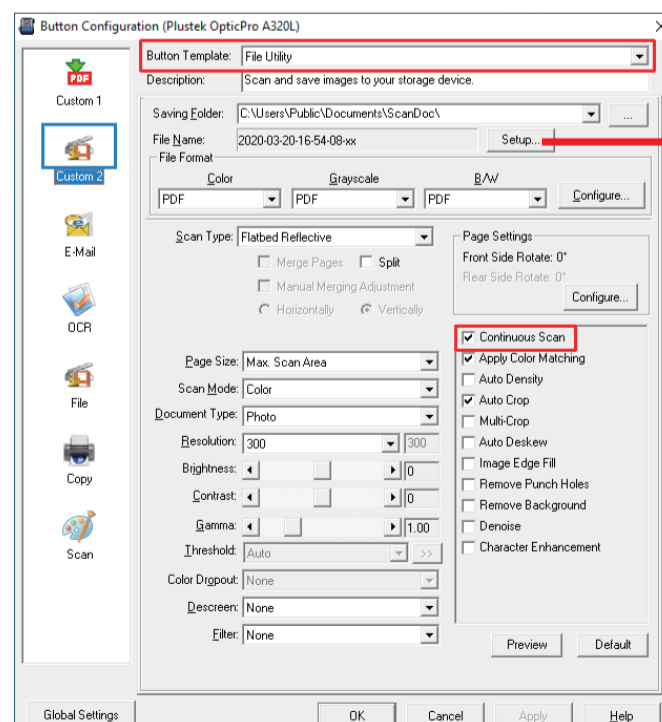 Button Configuration (Plustek OpticPro A320L)
Button Template: File Utility
Description: Scan and save images to your storage device.
PDF
Custom 1
Saving Folder: C:\Users\Public\Documents\ScanDoc\ ...
File Name: 2020-03-20-16-54-08-xx Setup...
File Format
Color Grayscale B/W
PDF PDF PDF Configure...
Custom 2
Scan Type: Flatbed Reflective
Merge Pages Split
Manual Merging Adjustment
Horizontally Vertically
Page Settings
Front Side Rotate: 0°
Rear Side Rotate: 0°
Configure...
E-Mail
OCR
File
Copy
Scan
Page Size: Max. Scan Area
Scan Mode: Color
Document Type: Photo
Resolution: 300 300
Brightness: 0
Contrast: 0
Gamma: 1.00
Threshold: Auto >>
Color Dropout: None
Descreen: None
Filter: None
Continuous Scan
Apply Color Matching
Auto Density
Auto Crop
Multi-Crop
Auto Deskew
Image Edge Fill
Remove Punch Holes
Remove Background
Denoise
Character Enhancement
Preview Default
Global Settings OK Cancel Apply Help